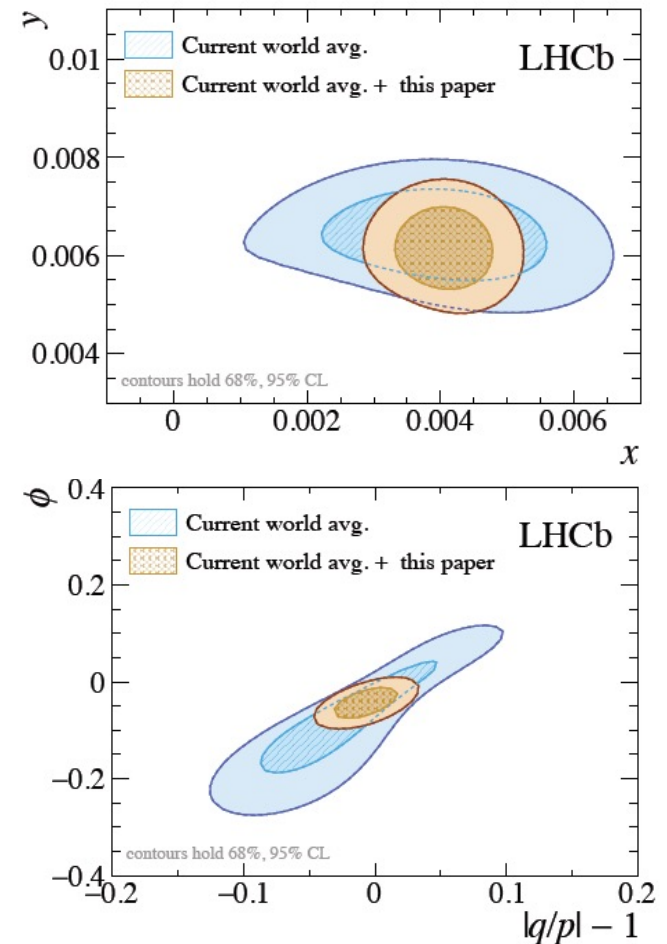 y
0.01
Current world avg.
LHCb
Current world avg. + this paper
0.008
0.006
0.004
contours hold 68%, 95% CL
0 0.002 0.004 0.006
x
ϕ
0.4
Current world avg.
LHCb
Current world avg. + this paper
0.2
0
−0.2
contours hold 68%, 95% CL
−0.4
−0.2 −0.1 0 0.1 0.2
|q/p| − 1